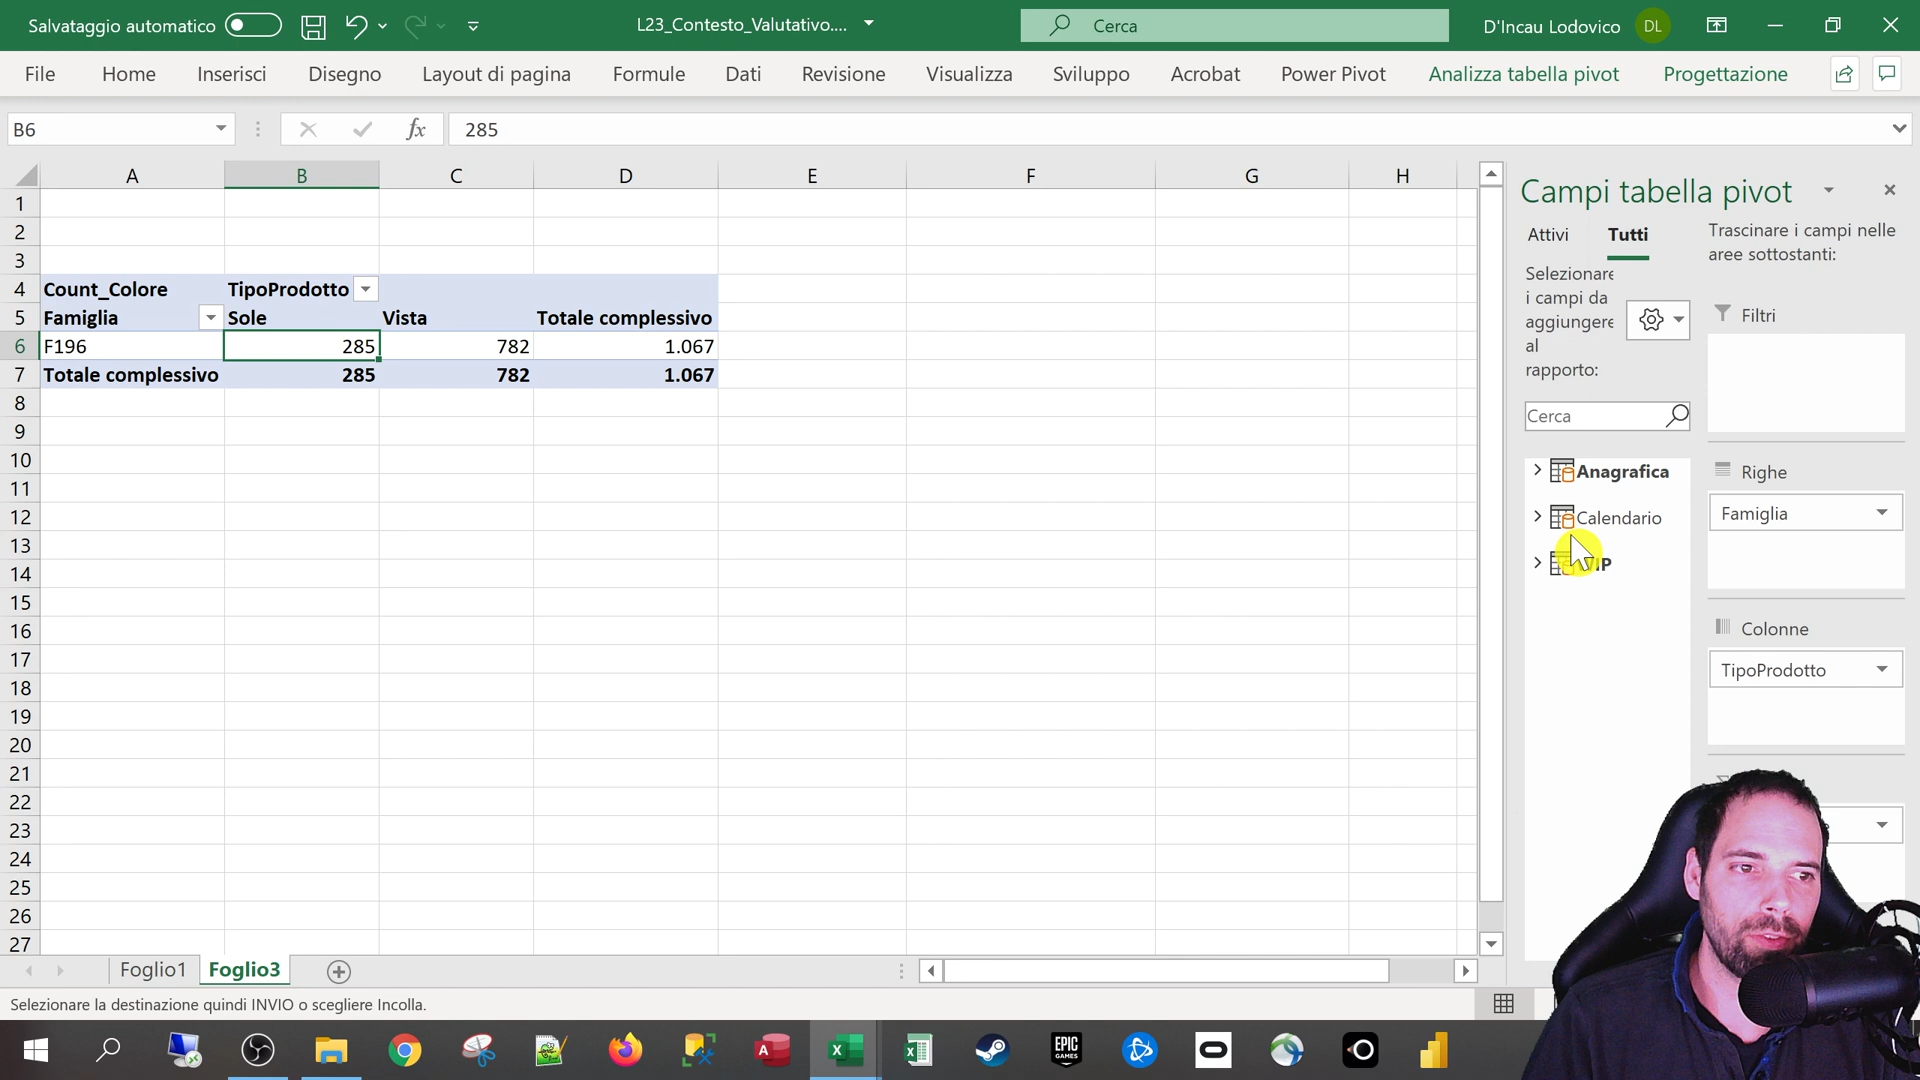 Salvataggio automatico
L23_Contesto_Valutativo....
Cerca
D'Incau Lodovico
DL
File
Home
Inserisci
Disegno
Layout di pagina
Formule
Dati
Revisione
Visualizza
Sviluppo
Acrobat
Power Pivot
Analizza tabella pivot
Progettazione
B6
fx
285
A B C D E F G H
1
2
3
4 Count_Colore TipoProdotto
5 Famiglia Sole Vista Totale complessivo
6 F196 285 782 1.067
7 Totale complessivo 285 782 1.067
8
9
10
11
12
13
14
15
16
17
18
19
20
21
22
23
24
25
26
27
Campi tabella pivot
Attivi
Tutti
Selezionare
i campi da
aggiungere
al
rapporto:
Cerca
Anagrafica
Calendario
Trascinare i campi nelle
aree sottostanti:
Filtri
Righe
Famiglia
Colonne
TipoProdotto
Foglio1
Foglio3
Selezionare la destinazione quindi INVIO o scegliere Incolla.
EPIC
GAMES